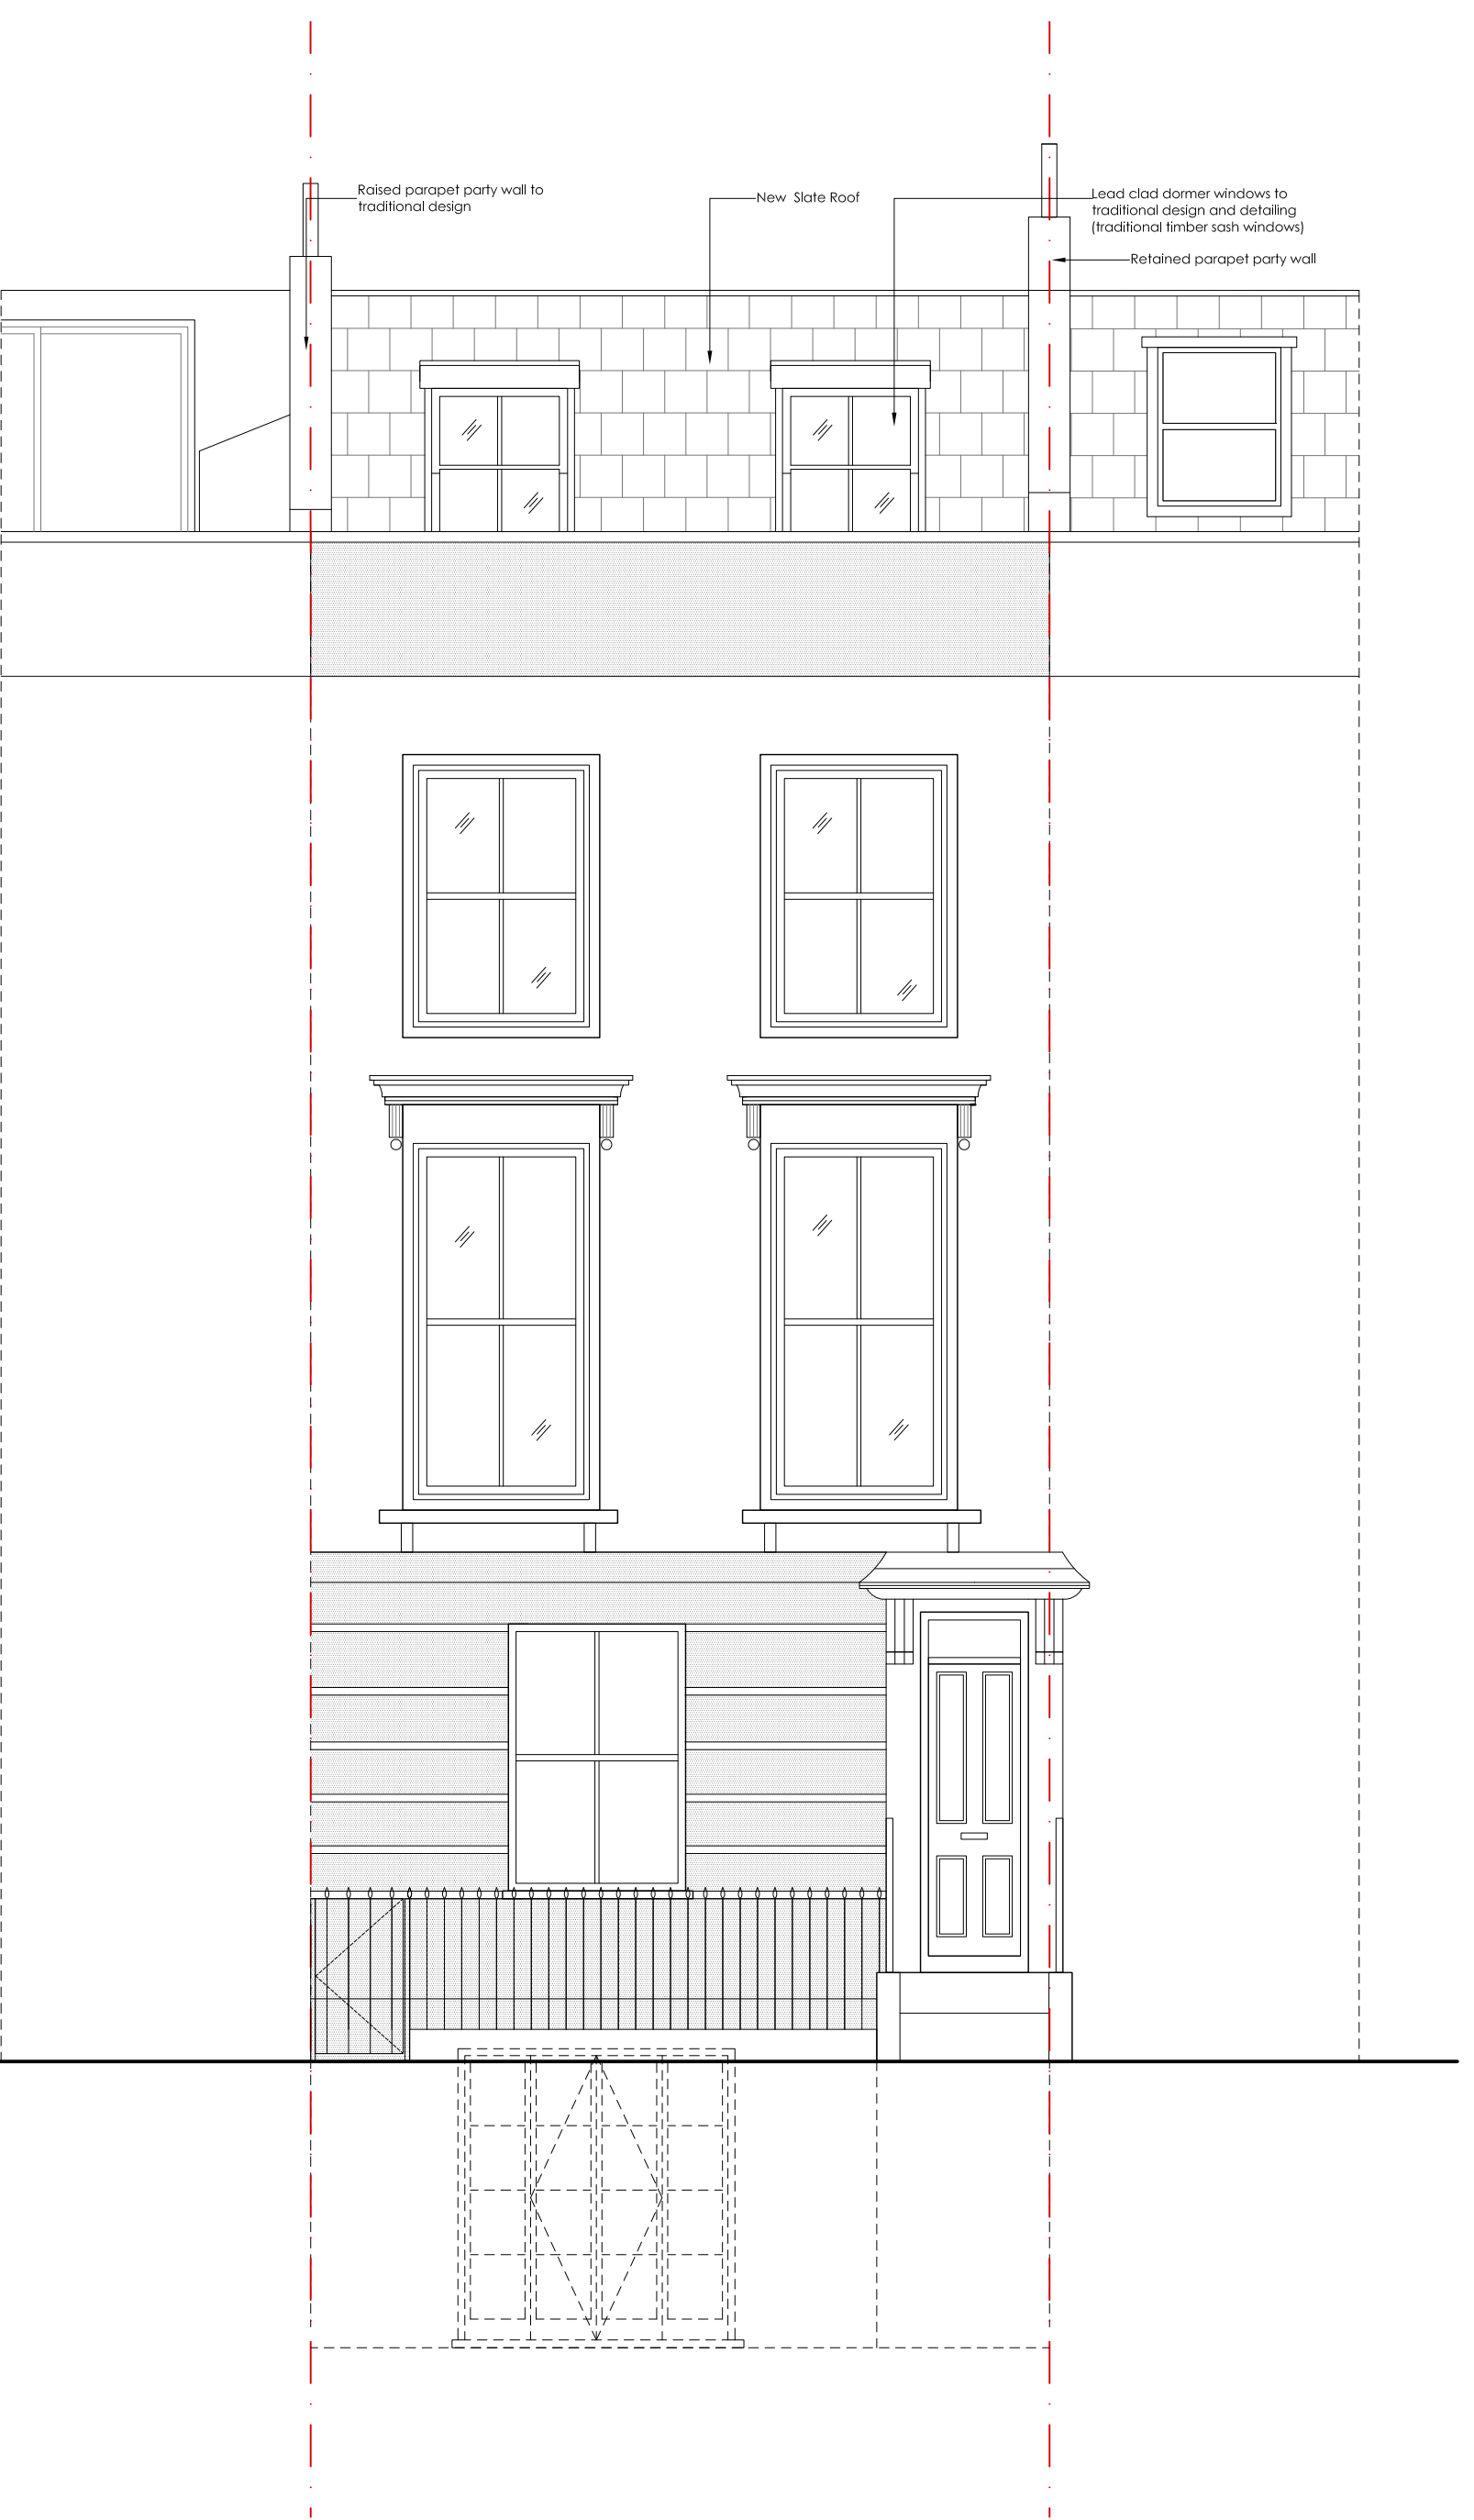 Raised parapet party wall to
traditional design
New Slate Roof
Lead clad dormer windows to
traditional design and detailing
(traditional timber sash windows)
Retained parapet party wall